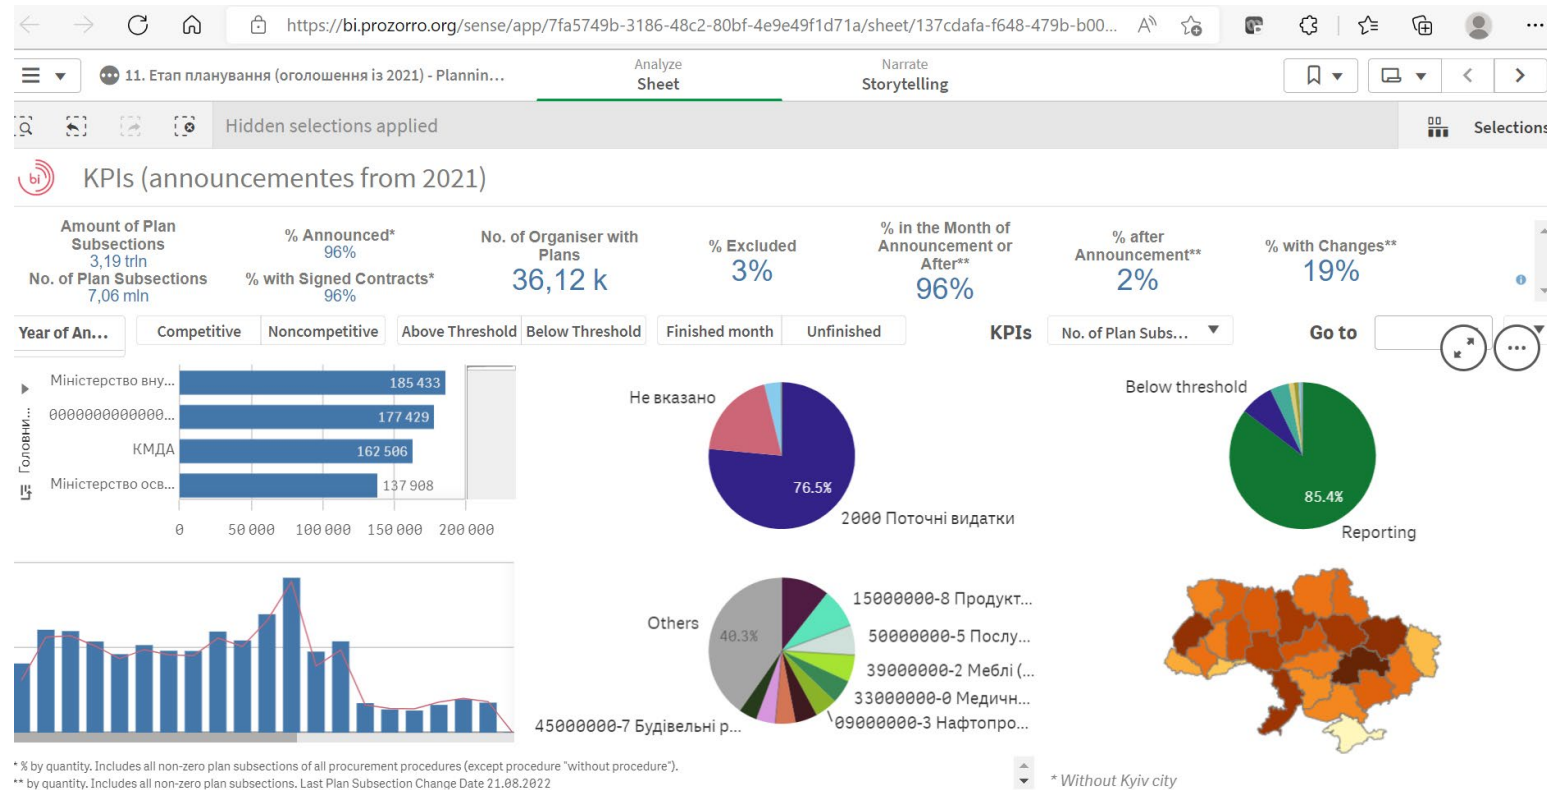 https://bi.prozorro.org/sense/app/7fa5749b-3186-48c2-80bf-4e9e49f1d71a/sheet/137cdafa-f648-479b-b00...
11. Етап планування (оголошення із 2021) - Plannin...
Analyze
Sheet
Narrate
Storytelling
Hidden selections applied
Selections
bi
KPIs (announcementes from 2021)
Amount of Plan
Subsections
3,19 trln
No. of Plan Subsections
7,06 mln
% Announced*
96%
% with Signed Contracts*
96%
No. of Organiser with
Plans
36,12 k
% Excluded
3%
% in the Month of
Announcement or
After**
96%
% after
Announcement**
2%
% with Changes**
19%
Year of An...
Competitive
Noncompetitive
Above Threshold
Below Threshold
Finished month
Unfinished
KPIs
No. of Plan Subs...
Go to
Головни...
Міністерство вну...
185 433
0000000000000...
177 429
КМДА
162 506
Міністерство осв...
137 908
0
50 000
100 000
150 000
200 000
Не вказано
76.5%
2000 Поточні видатки
Below threshold
85.4%
Reporting
Others
40.3%
15000000-8 Продукт...
50000000-5 Послу...
39000000-2 Меблі (...
33000000-0 Медичн...
09000000-3 Нафтопро...
45000000-7 Будівельні р...
* % by quantity. Includes all non-zero plan subsections of all procurement procedures (except procedure "without procedure").
** by quantity. Includes all non-zero plan subsections. Last Plan Subsection Change Date 21.08.2022
* Without Kyiv city